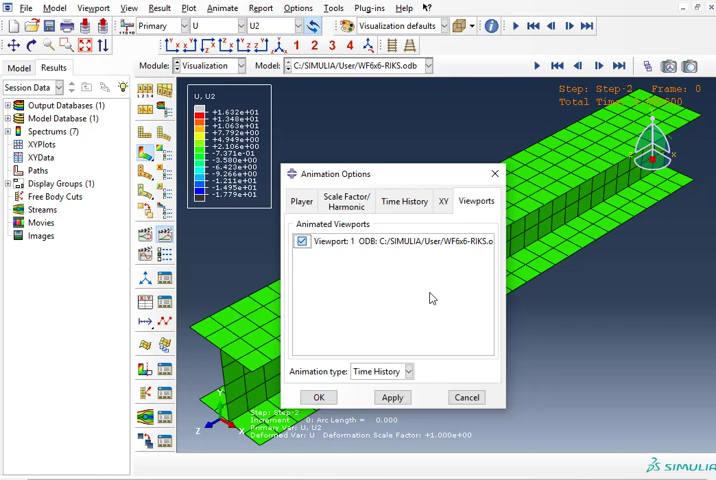 File Model Viewport View Result Plot Animate Report Options Tools Plug-ins Help
Primary U U2 Visualization defaults
1 2 3 4
Module: Visualization Model: C:/SIMULIA/User/WF6x6-RIKS.odb
Model Results
Session Data
Output Databases (1)
Model Database (1)
Spectrums (7)
XYPlots
XYData
Paths
Display Groups (1)
Free Body Cuts
Streams
Movies
Images
U, U2
+1.632e+01
+1.348e+01
+1.063e+01
+7.792e+00
+4.949e+00
+2.106e+00
-7.371e-01
-3.580e+00
-6.423e+00
-9.266e+00
-1.211e+01
-1.495e+01
-1.779e+01
Step: Step-2 Frame: 0
Animation Options
Player Scale Factor/ Harmonic Time History XY Viewports
Animated Viewports
Viewport: 1 ODB: C:/SIMULIA/User/WF6x6-RIKS.o
Animation type: Time History
OK Apply Cancel
Step: Step-2
Increment 0: Arc Length = 0.000
Primary Var: U, U2
Deformed Var: U Deformation Scale Factor: +1.000e+00
Y
Z X
SIMULIA